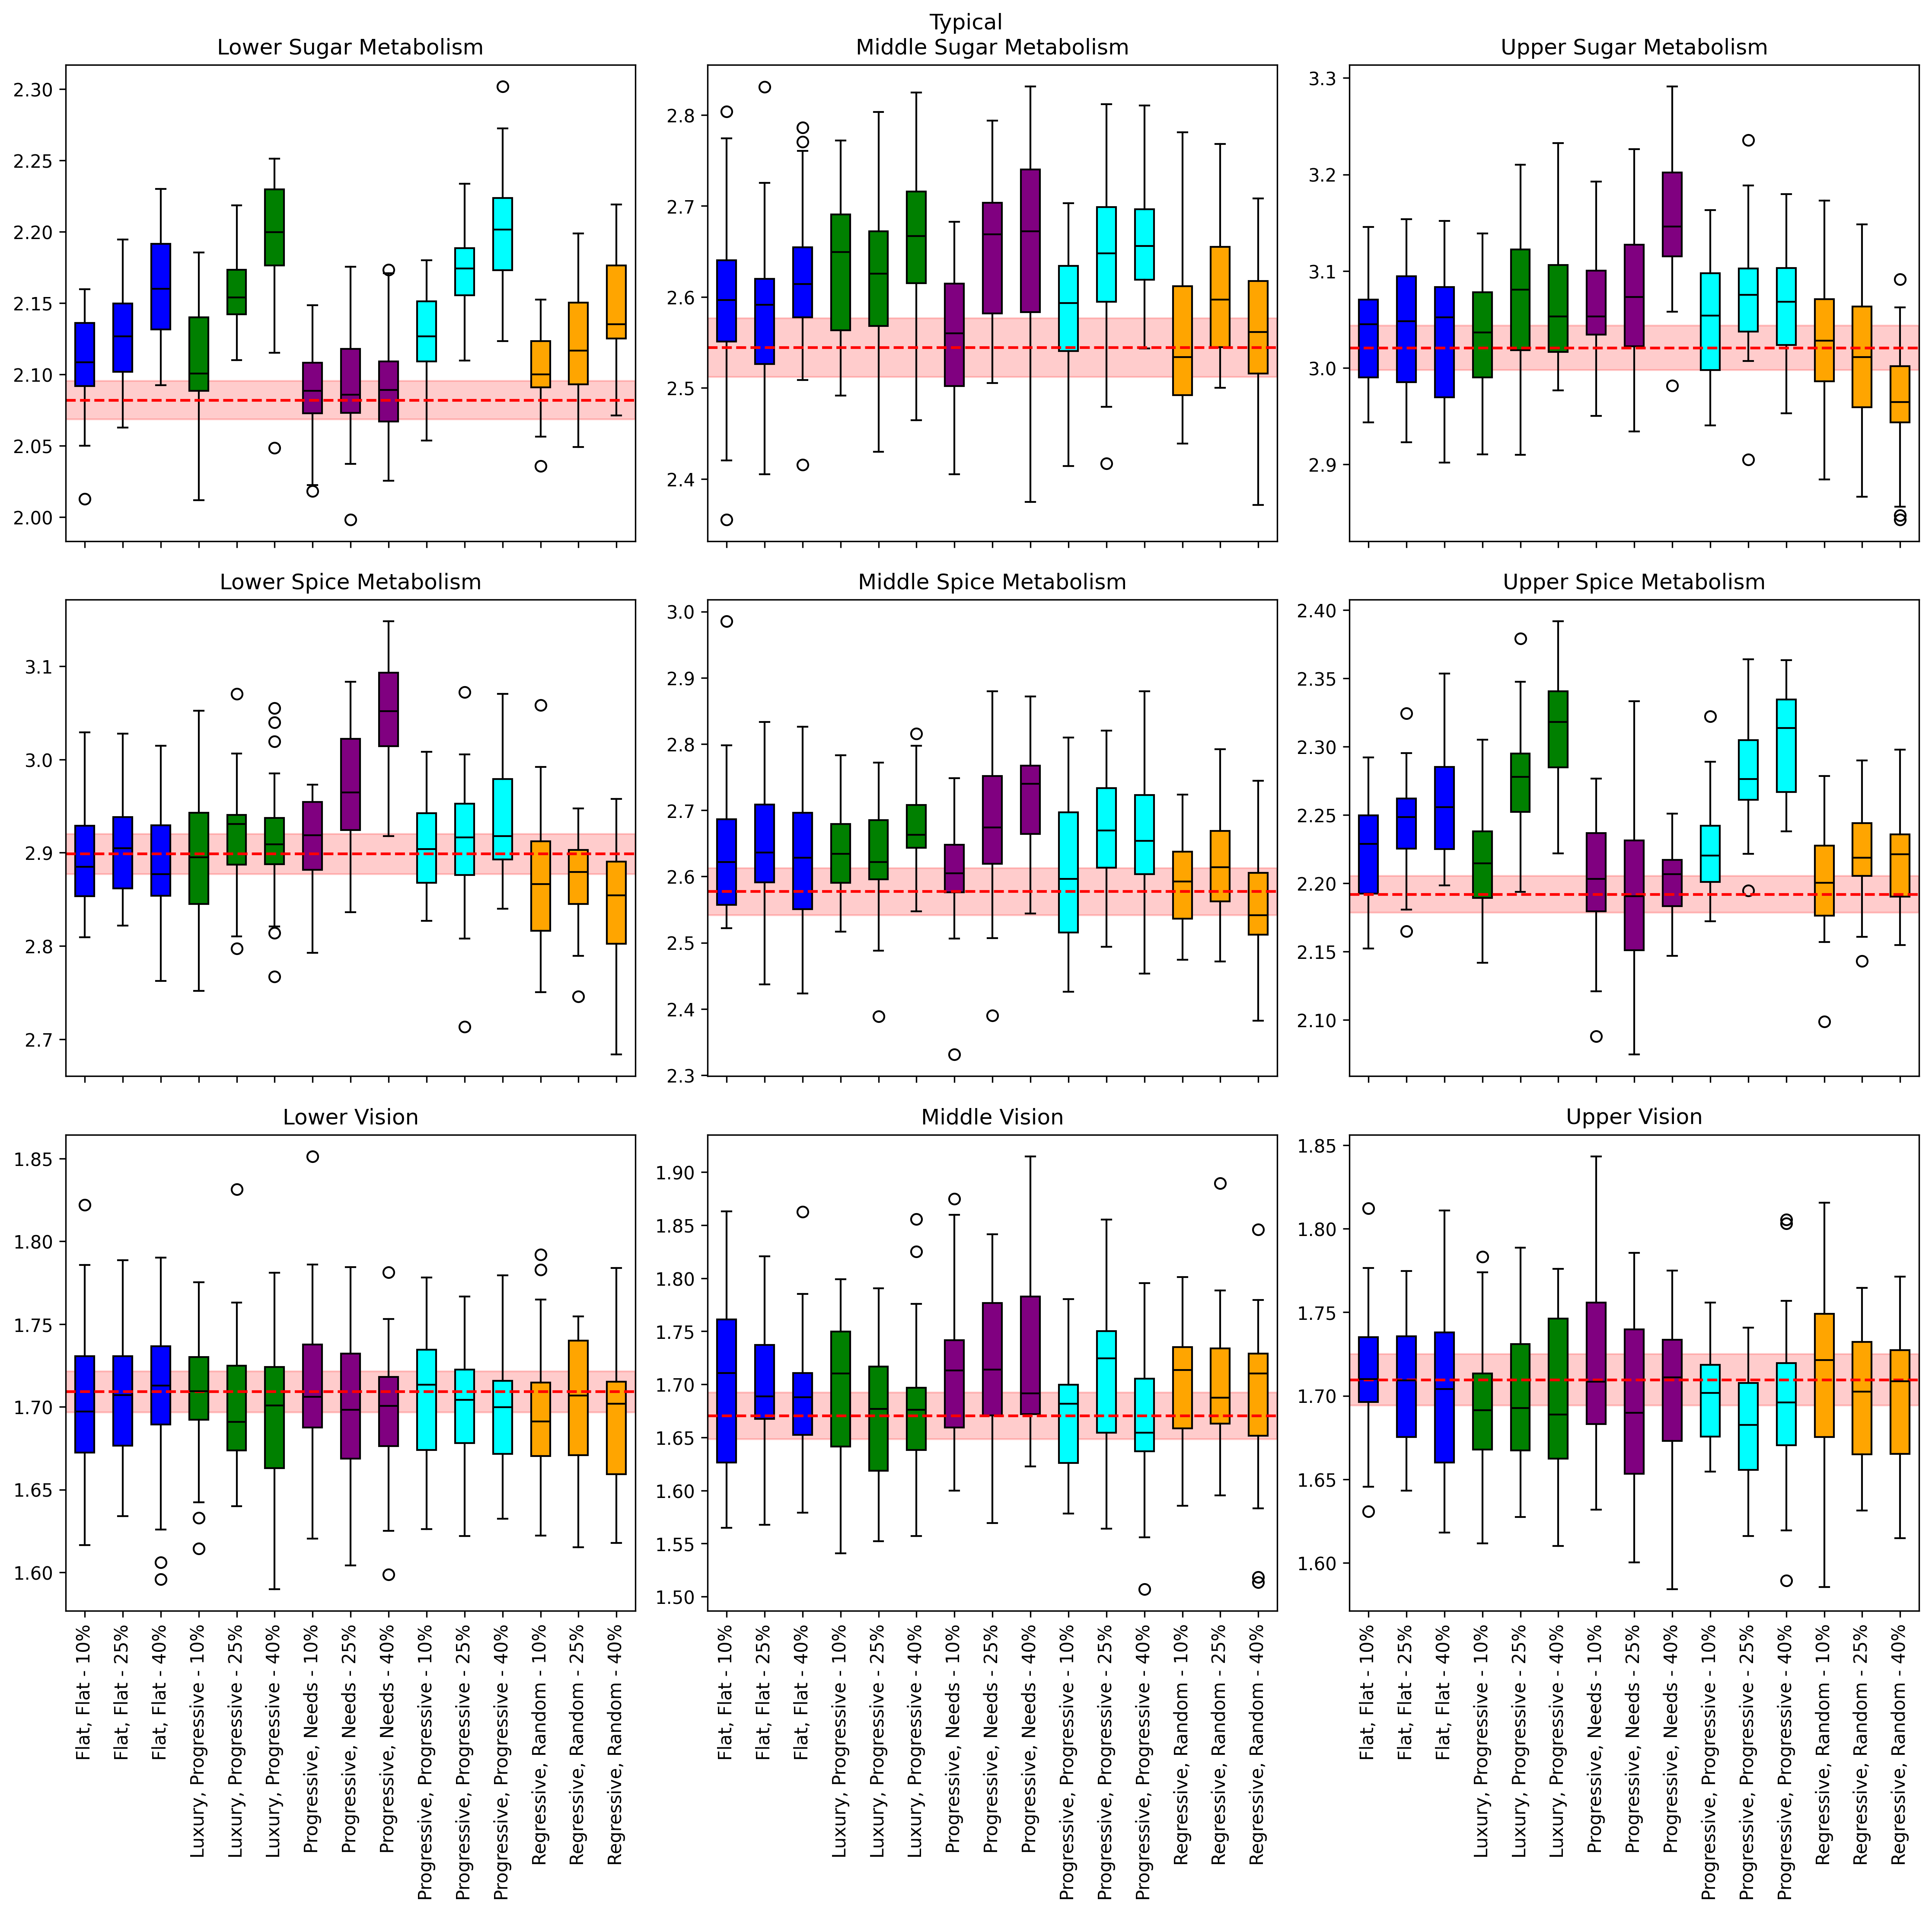 Typical
Lower Sugar Metabolism
Middle Sugar Metabolism
Upper Sugar Metabolism
2.30
2.25
2.20
2.15
2.10
2.05
2.00
2.8
2.7
2.6
2.5
2.4
3.3
3.2
3.1
3.0
2.9
Lower Spice Metabolism
Middle Spice Metabolism
Upper Spice Metabolism
3.1
3.0
2.9
2.8
2.7
3.0
2.9
2.8
2.7
2.6
2.5
2.4
2.3
2.40
2.35
2.30
2.25
2.20
2.15
2.10
Lower Vision
Middle Vision
Upper Vision
1.85
1.80
1.75
1.70
1.65
1.60
1.90
1.85
1.80
1.75
1.70
1.65
1.60
1.55
1.50
1.85
1.80
1.75
1.70
1.65
1.60
Flat, Flat - 10%
Flat, Flat - 25%
Flat, Flat - 40%
Luxury, Progressive - 10%
Luxury, Progressive - 25%
Luxury, Progressive - 40%
Progressive, Needs - 10%
Progressive, Needs - 25%
Progressive, Needs - 40%
Progressive, Progressive - 10%
Progressive, Progressive - 25%
Progressive, Progressive - 40%
Regressive, Random - 10%
Regressive, Random - 25%
Regressive, Random - 40%
Flat, Flat - 10%
Flat, Flat - 25%
Flat, Flat - 40%
Luxury, Progressive - 10%
Luxury, Progressive - 25%
Luxury, Progressive - 40%
Progressive, Needs - 10%
Progressive, Needs - 25%
Progressive, Needs - 40%
Progressive, Progressive - 10%
Progressive, Progressive - 25%
Progressive, Progressive - 40%
Regressive, Random - 10%
Regressive, Random - 25%
Regressive, Random - 40%
Flat, Flat - 10%
Flat, Flat - 25%
Flat, Flat - 40%
Luxury, Progressive - 10%
Luxury, Progressive - 25%
Luxury, Progressive - 40%
Progressive, Needs - 10%
Progressive, Needs - 25%
Progressive, Needs - 40%
Progressive, Progressive - 10%
Progressive, Progressive - 25%
Progressive, Progressive - 40%
Regressive, Random - 10%
Regressive, Random - 25%
Regressive, Random - 40%